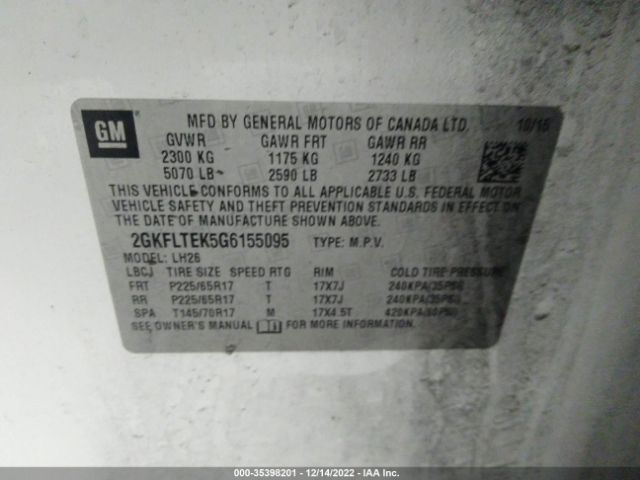 GM
MFD BY GENERAL MOTORS OF CANADA LTD. 10/15
GVWR GAWR FRT GAWR RR
2300 KG 1175 KG 1240 KG
5070 LB 2590 LB 2733 LB
THIS VEHICLE CONFORMS TO ALL APPLICABLE U.S. FEDERAL MOTOR
VEHICLE SAFETY AND THEFT PREVENTION STANDARDS IN EFFECT ON
THE DATE OF MANUFACTURE SHOWN ABOVE.
2GKFLTEK5G6155095 TYPE: M.P.V.
MODEL: LH26
LBCJ TIRE SIZE SPEED RTG RIM COLD TIRE PRESSURE
FRT P225/65R17 T 17X7J 240KPA(35PSI)
RR P225/65R17 T 17X7J 240KPA(35PSI)
SPA T145/70R17 M 17X4.5T 420KPA(60PSI)
SEE OWNER'S MANUAL FOR MORE INFORMATION.
000-35398201 - 12/14/2022 - IAA Inc.